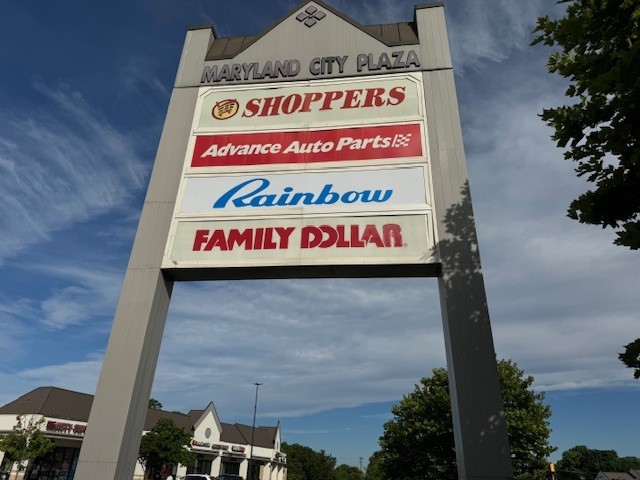 MARYLAND CITY PLAZA
SHOPPERS
Advance Auto Parts
Rainbow
FAMILY DOLLAR